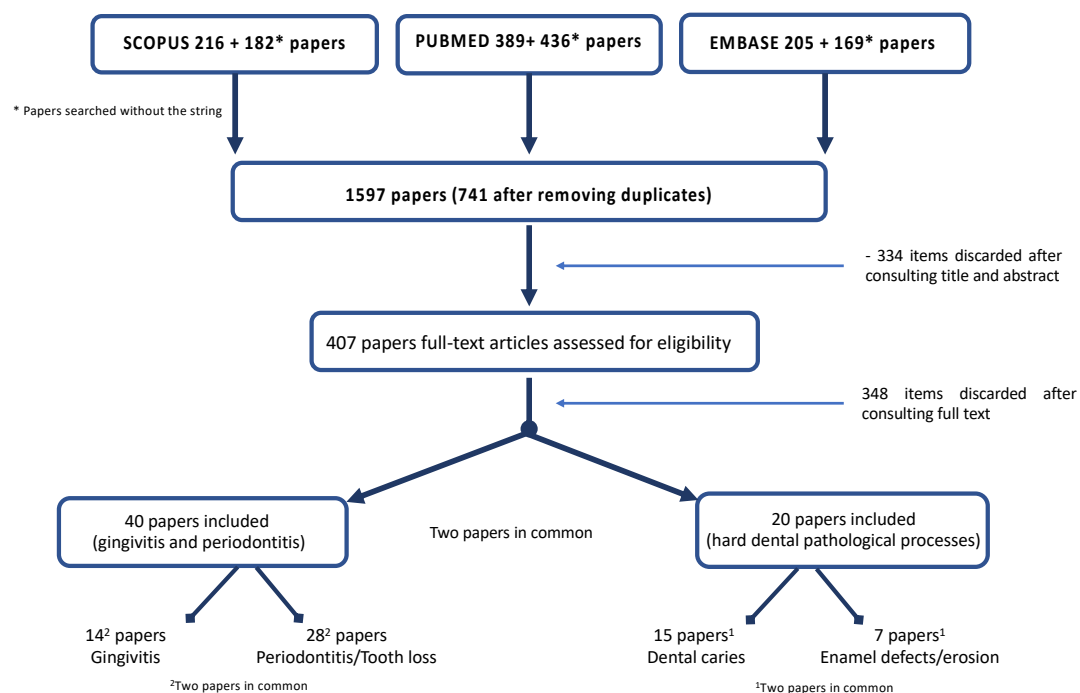 SCOPUS 216 + 182* papers
PUBMED 389+ 436* papers
EMBASE 205 + 169* papers
* Papers searched without the string
1597 papers (741 after removing duplicates)
- 334 items discarded after
consulting title and abstract
407 papers full-text articles assessed for eligibility
348 items discarded after
consulting full text
40 papers included
(gingivitis and periodontitis)
Two papers in common
20 papers included
(hard dental pathological processes)
14² papers
Gingivitis
28² papers
Periodontitis/Tooth loss
²Two papers in common
15 papers¹
Dental caries
7 papers¹
Enamel defects/erosion
¹Two papers in common